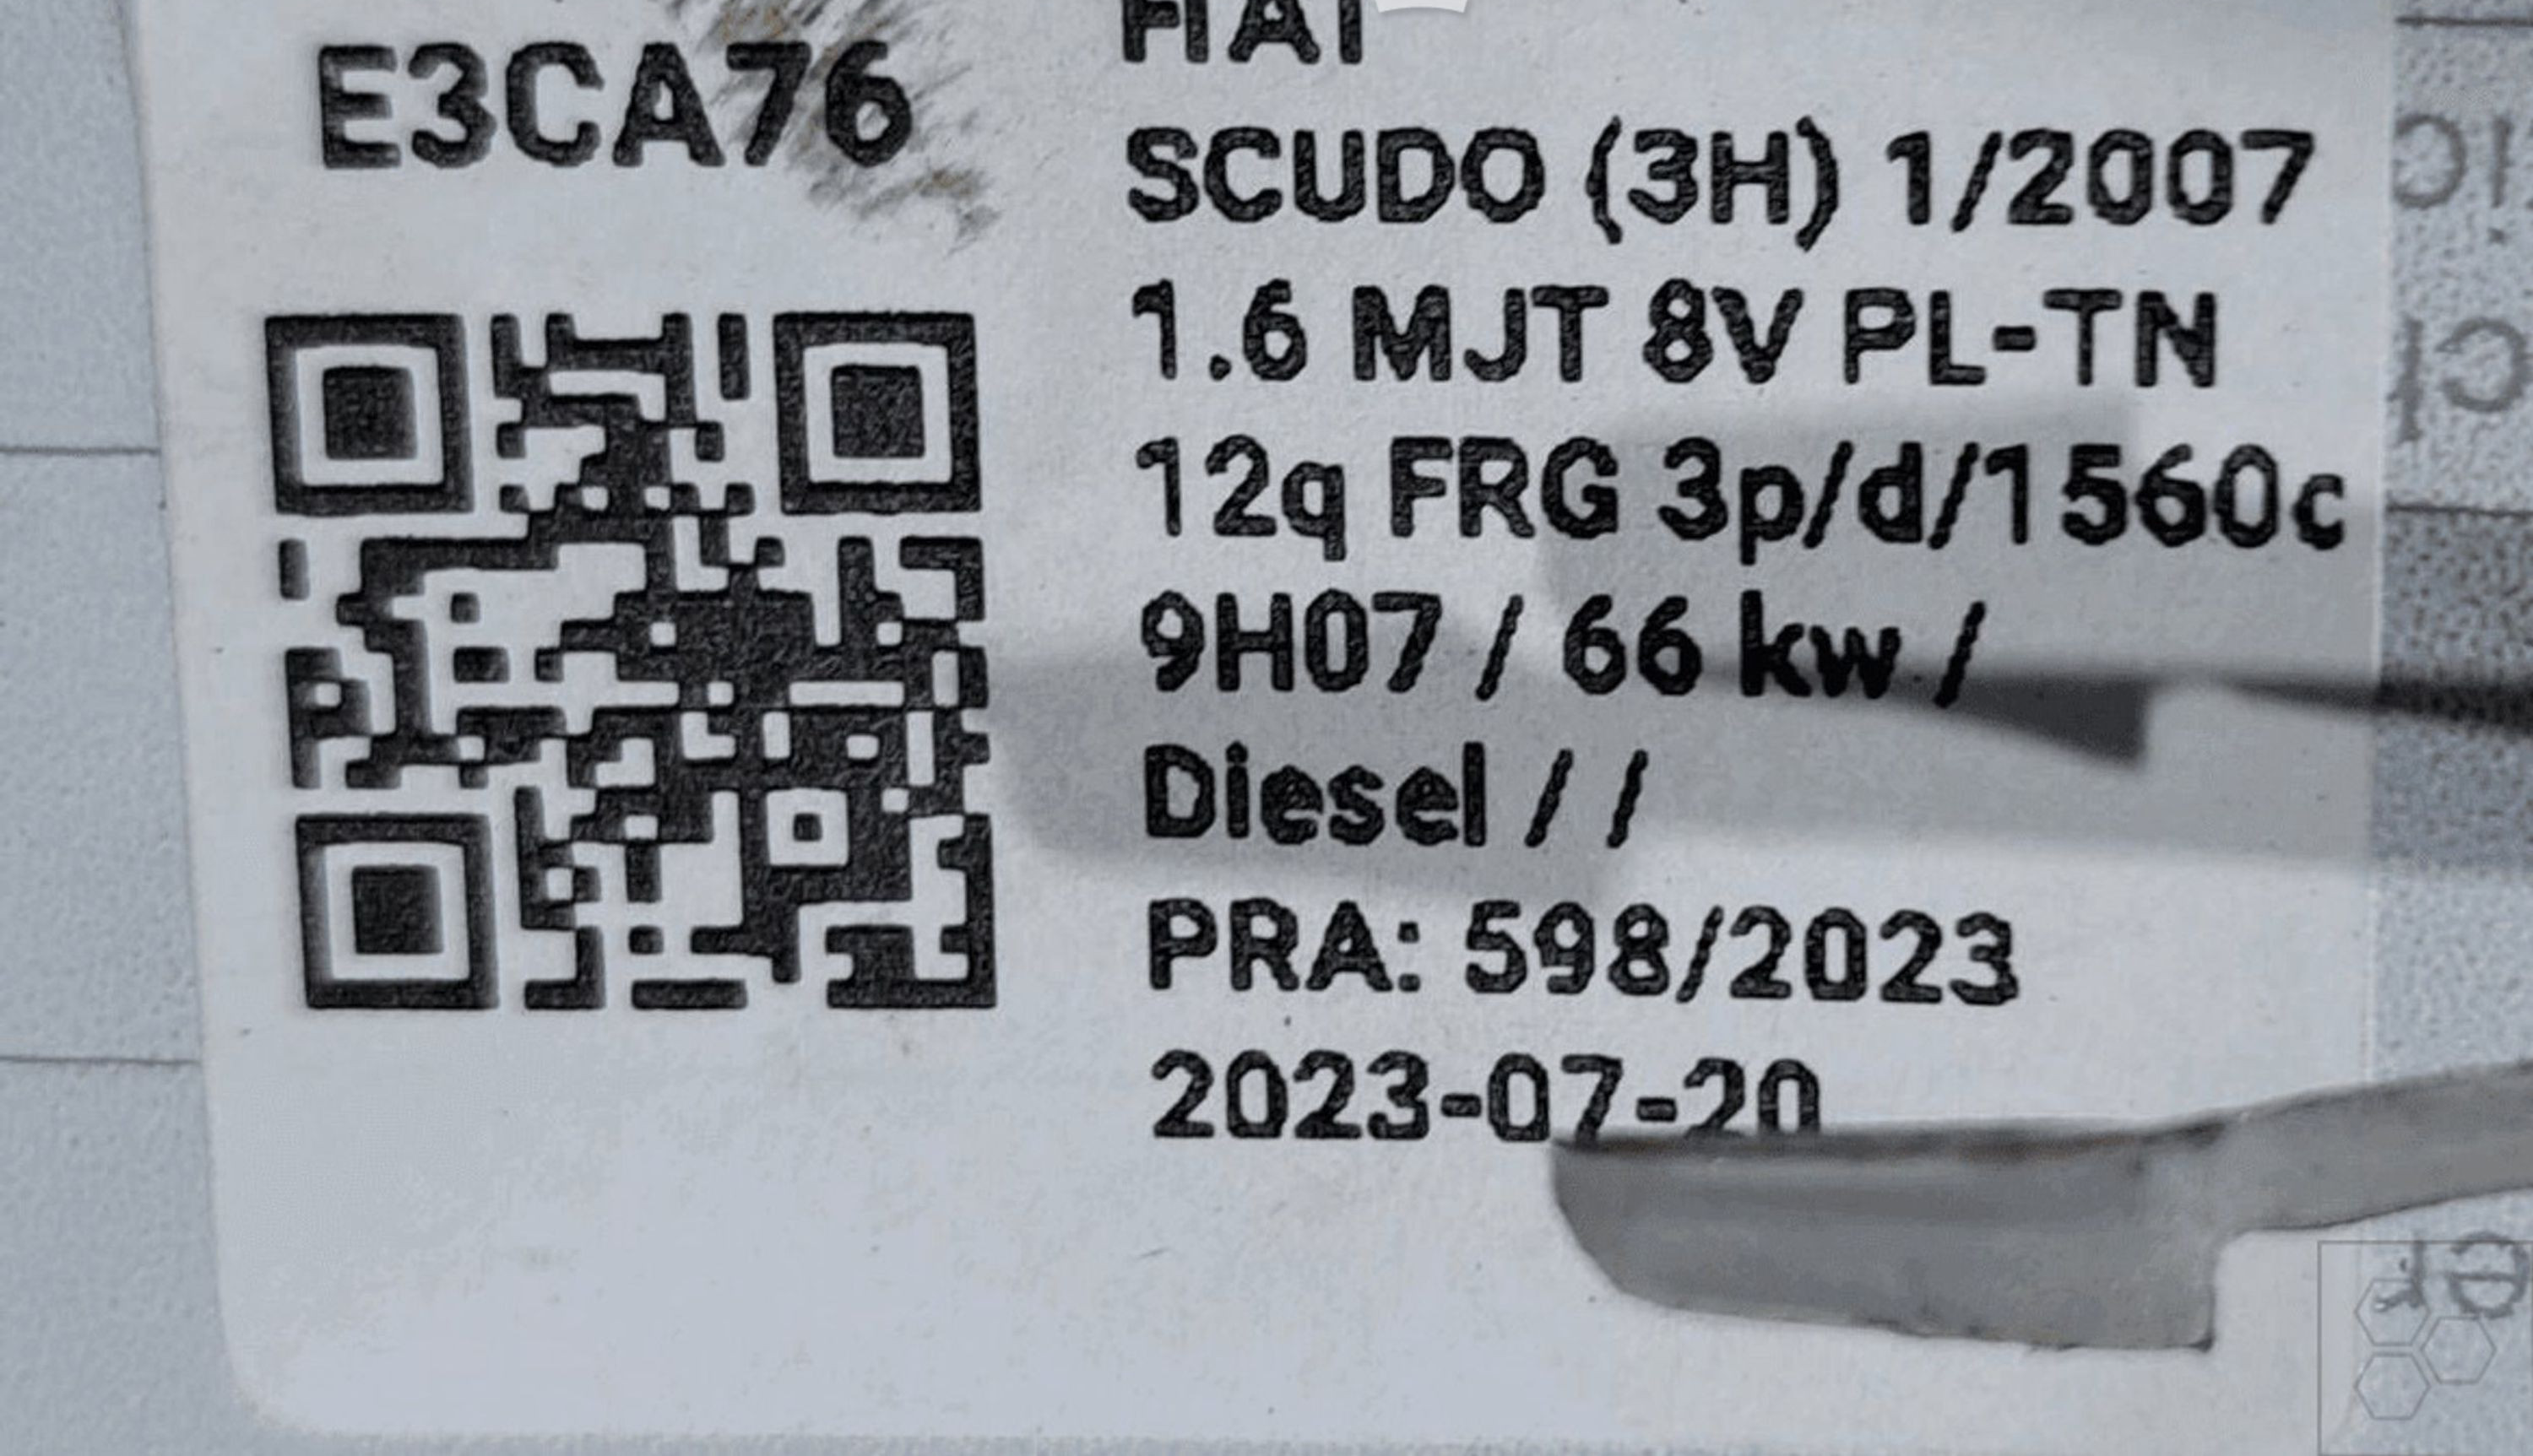 E3CA76
FIAT
SCUDO (3H) 1/2007
1.6 MJT 8V PL-TN
12q FRG 3p/d/1560c
9H07 / 66 kw /
Diesel / /
PRA: 598/2023
2023-07-20